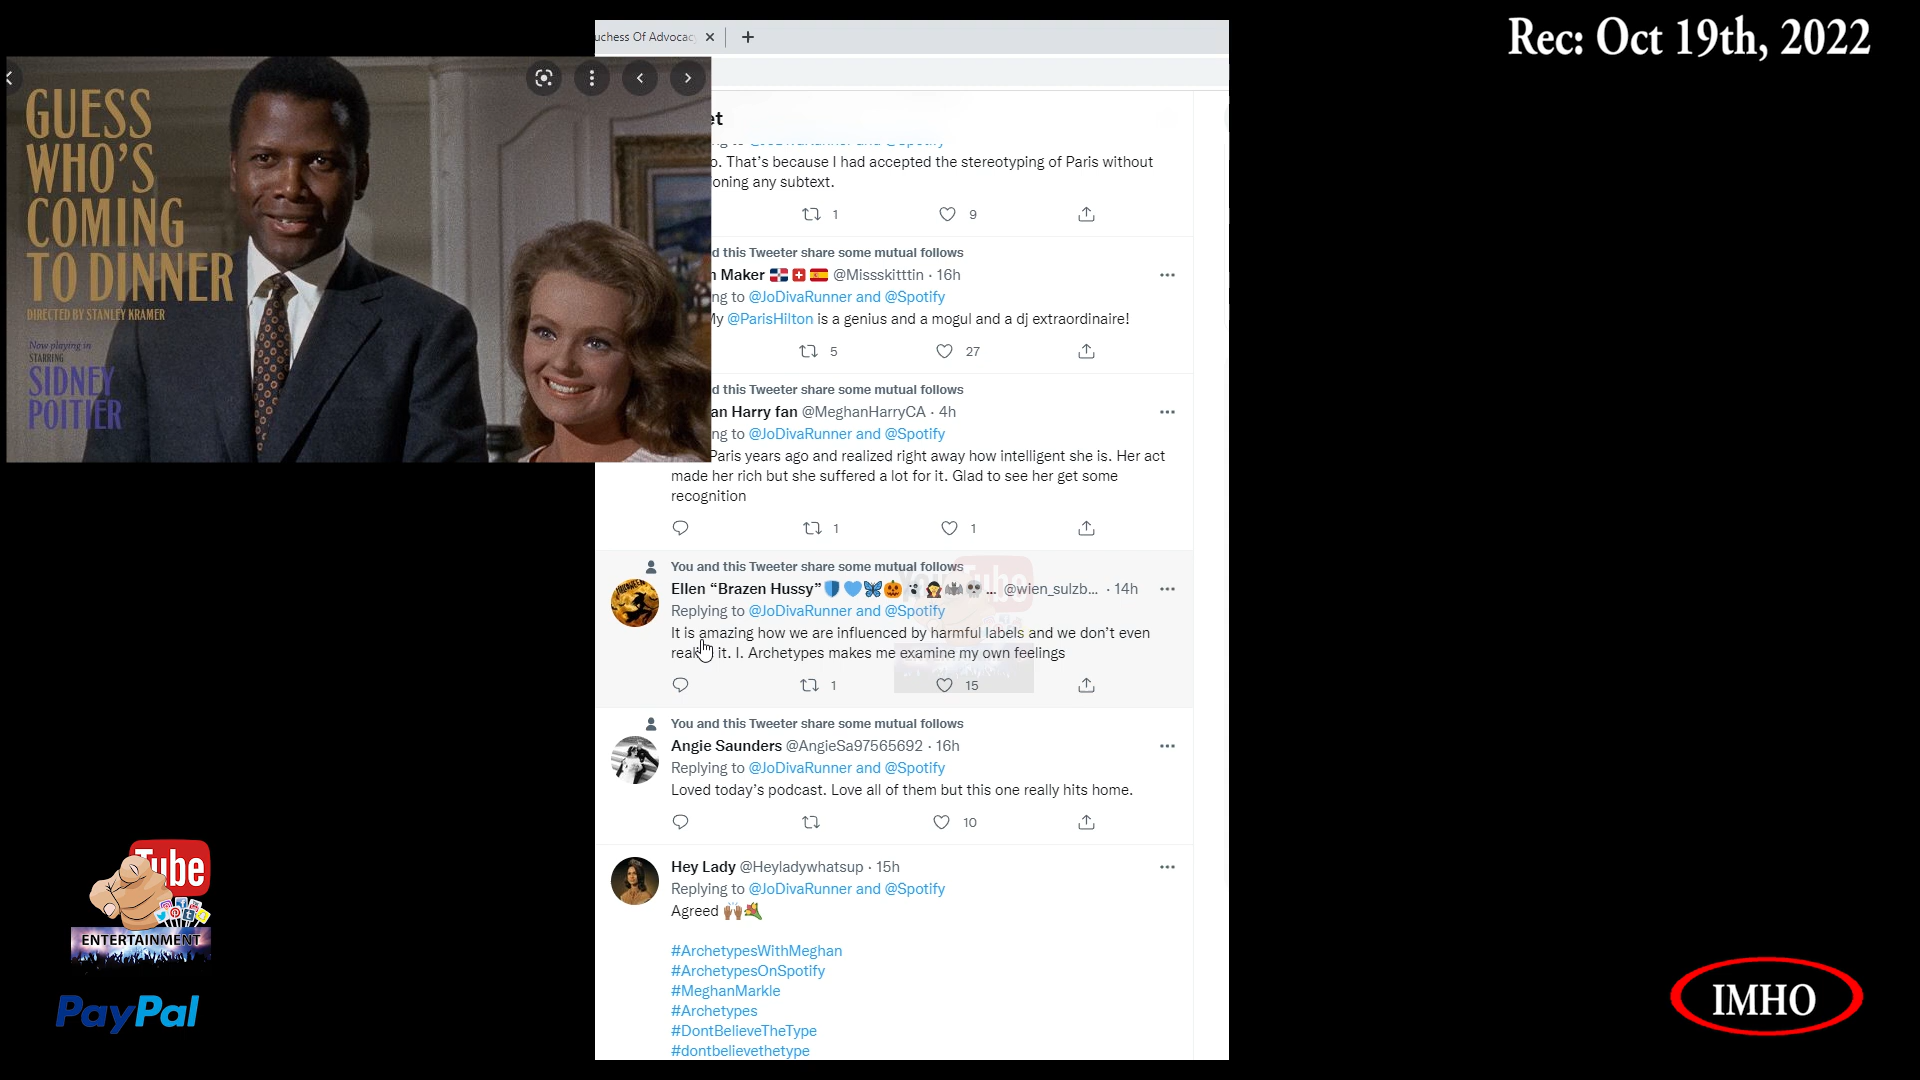 Rec: Oct 19th, 2022
uchess Of Advocac
GUESS
WHO'S
COMING
TO DINNER
DIRECTED BY STANLEY KRAMER
Now playing in
STARRING
SIDNEY
POITIER
et
ng to @JoDivaRunner and @Spotify
o. That's because I had accepted the stereotyping of Paris without
oning any subtext.
1 9
d this Tweeter share some mutual follows
n Maker 🇩🇴🇨🇭🇪🇸 @Missskitttin · 16h
ng to @JoDivaRunner and @Spotify
My @ParisHilton is a genius and a mogul and a dj extraordinaire!
5 27
d this Tweeter share some mutual follows
an Harry fan @MeghanHarryCA · 4h
ng to @JoDivaRunner and @Spotify
Paris years ago and realized right away how intelligent she is. Her act
made her rich but she suffered a lot for it. Glad to see her get some
recognition
1 1
You and this Tweeter share some mutual follows
Ellen “Brazen Hussy” ... @wien_sulzb... · 14h
Replying to @JoDivaRunner and @Spotify
It is amazing how we are influenced by harmful labels and we don't even
it. I. Archetypes makes me examine my own feelings
1 15
You and this Tweeter share some mutual follows
Angie Saunders @AngieSa97565692 · 16h
Replying to @JoDivaRunner and @Spotify
Loved today's podcast. Love all of them but this one really hits home.
10
Hey Lady @Heyladywhatsup · 15h
Replying to @JoDivaRunner and @Spotify
Agreed
#ArchetypesWithMeghan
#ArchetypesOnSpotify
#MeghanMarkle
#Archetypes
#DontBelieveTheType
#dontbelievethetype
Tube
ENTERTAINMENT
PayPal
IMHO